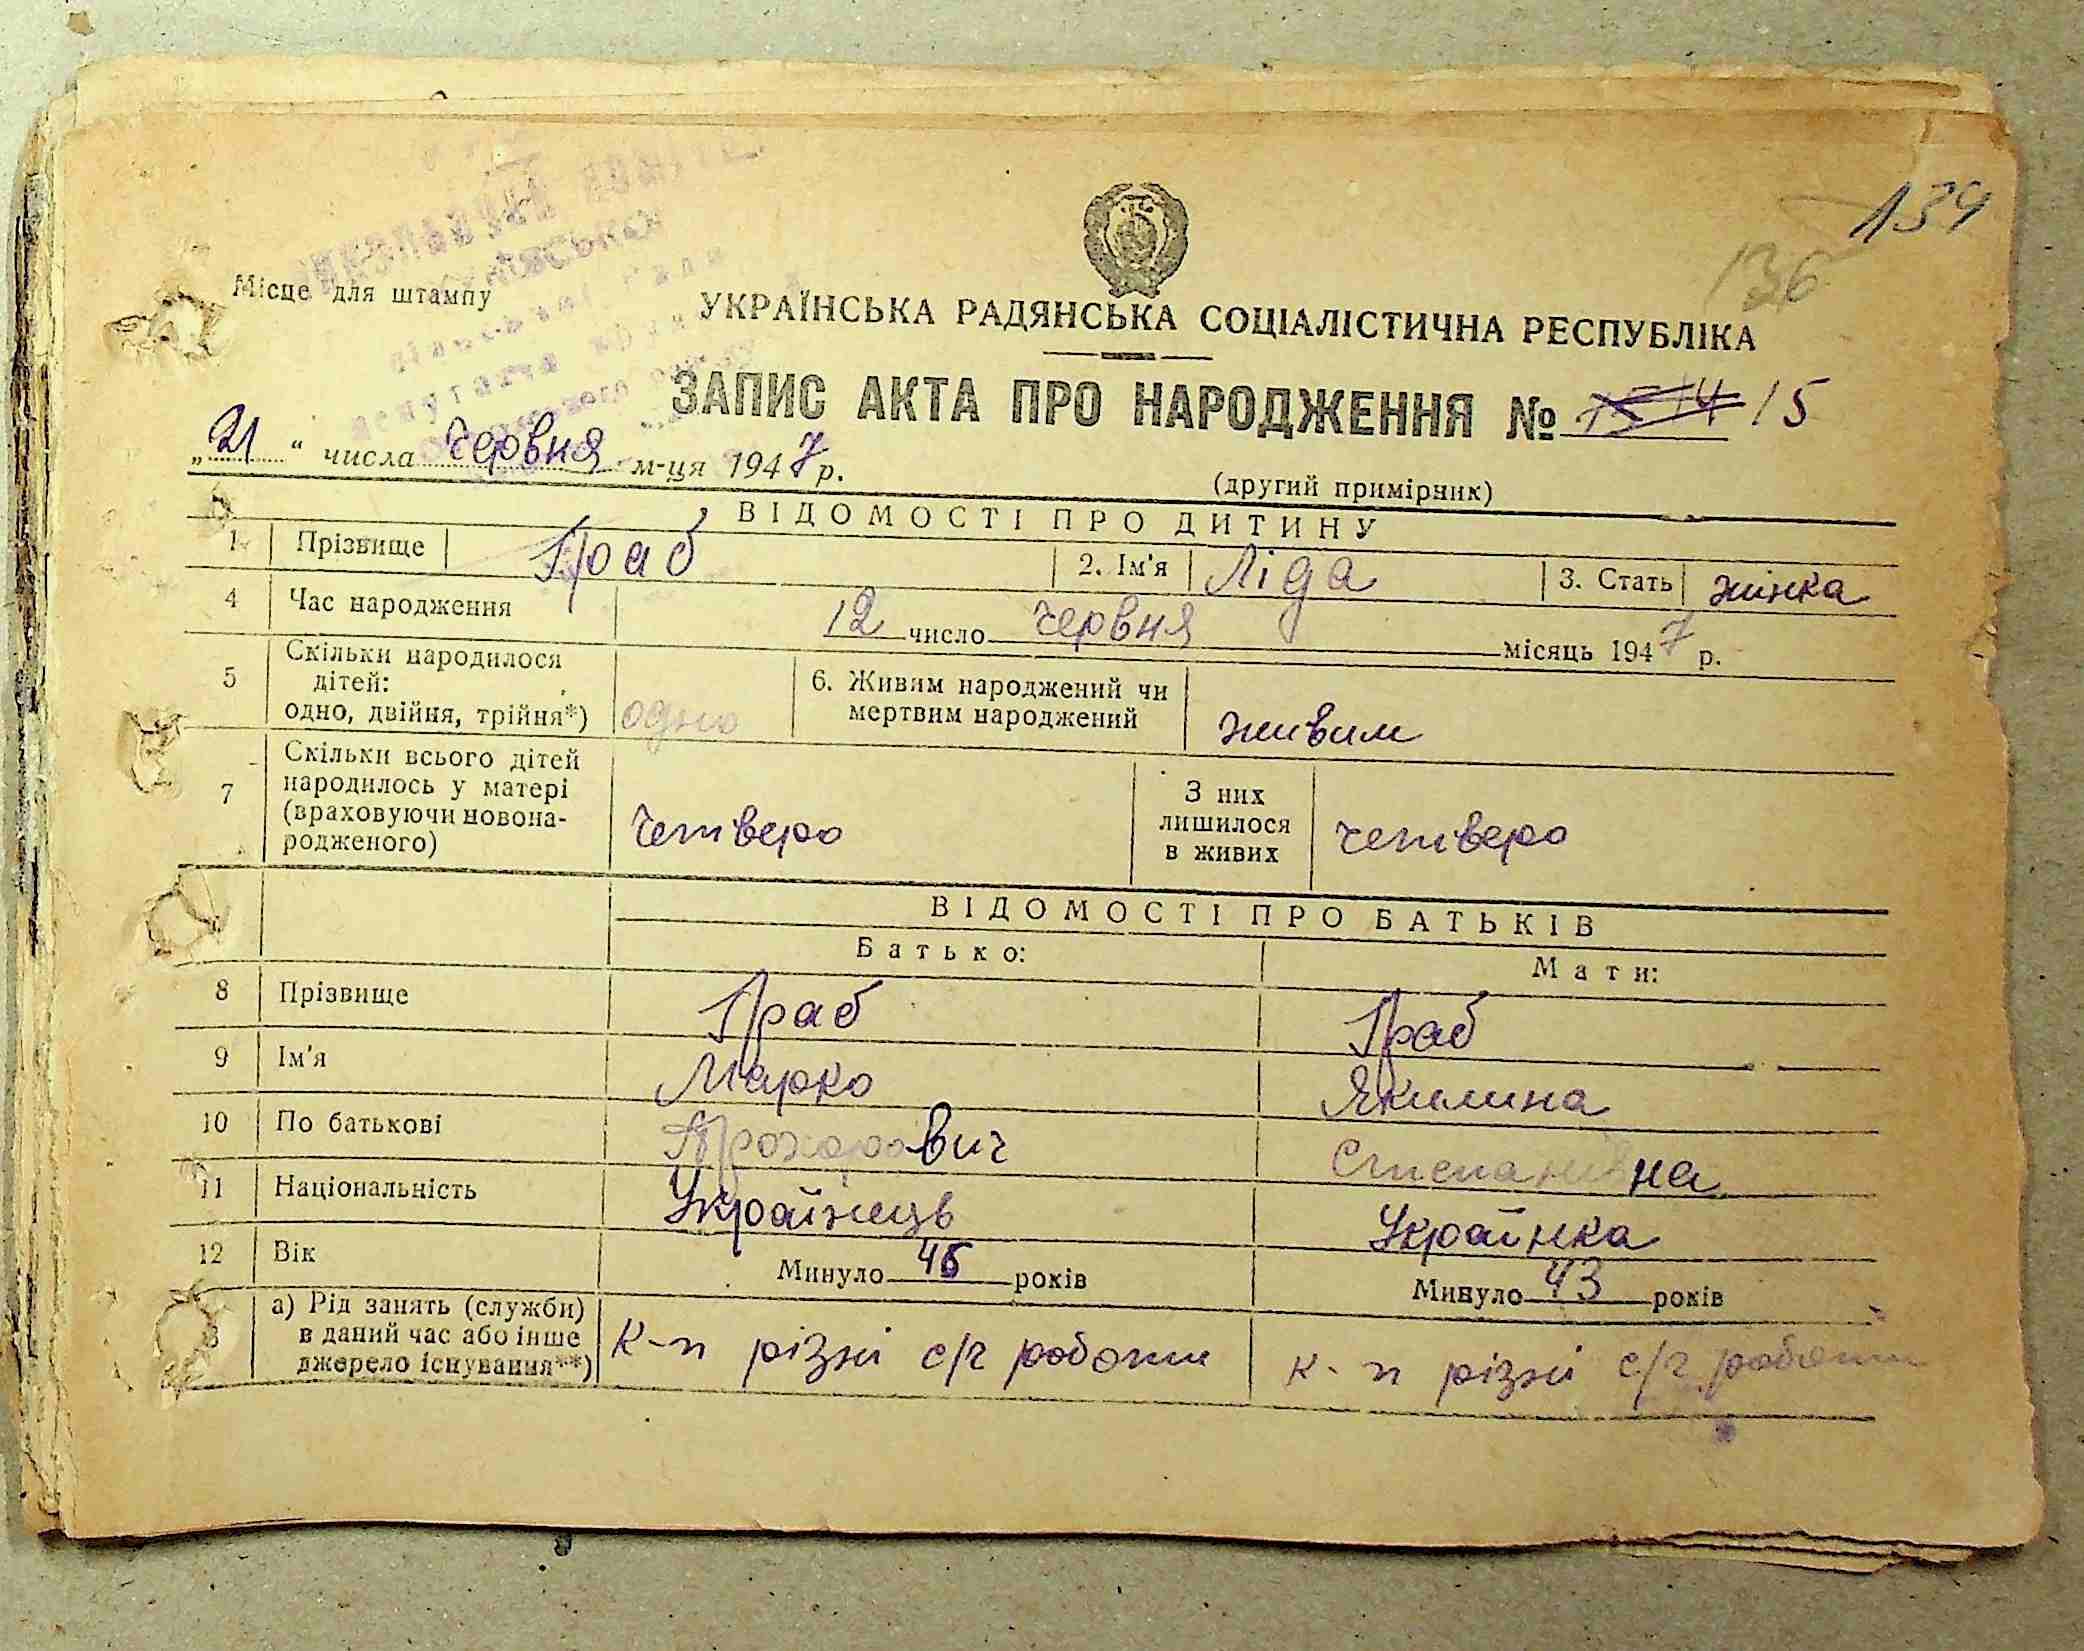 134
136
Місце для штампу
УКРАЇНСЬКА РАДЯНСЬКА СОЦІАЛІСТИЧНА РЕСПУБЛІКА
ЗАПИС АКТА ПРО НАРОДЖЕННЯ № 15
„21“ числа червня м-ця 1947 р.
(другий примірник)
ВІДОМОСТІ ПРО ДИТИНУ
1 Прізвище Граб 2. Ім'я Ліда 3. Стать жінка
4 Час народження 12 число червня місяць 1947 р.
5 Скільки народилося дітей: одно, двійня, трійня*) одно 6. Живим народжений чи мертвим народжений живим
7 Скільки всього дітей народилось у матері (враховуючи новонародженого) четверо З них лишилося в живих четверо
ВІДОМОСТІ ПРО БАТЬКІВ
Батько: Мати:
8 Прізвище Граб Граб
9 Ім'я Марко Якилина
10 По батькові Прохорович Степанівна
11 Національність Українець Українка
12 Вік Минуло 46 років Минуло 43 років
а) Рід занять (служби) в даний час або інше джерело існування**) к-п різні с/г роботи к-п різні с/г роботи